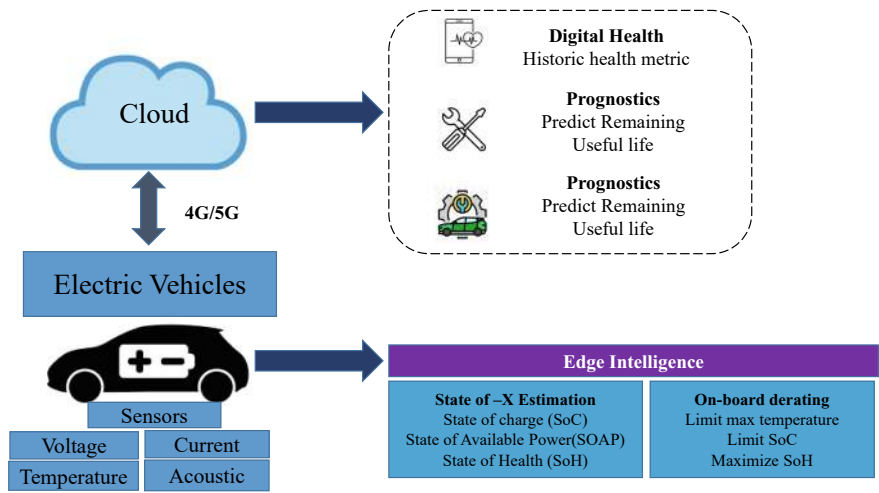 Cloud
4G/5G
Electric Vehicles
Sensors
Voltage
Current
Temperature
Acoustic
Digital Health
Historic health metric
Prognostics
Predict Remaining
Useful life
Prognostics
Predict Remaining
Useful life
Edge Intelligence
State of –X Estimation
State of charge (SoC)
State of Available Power(SOAP)
State of Health (SoH)
On-board derating
Limit max temperature
Limit SoC
Maximize SoH